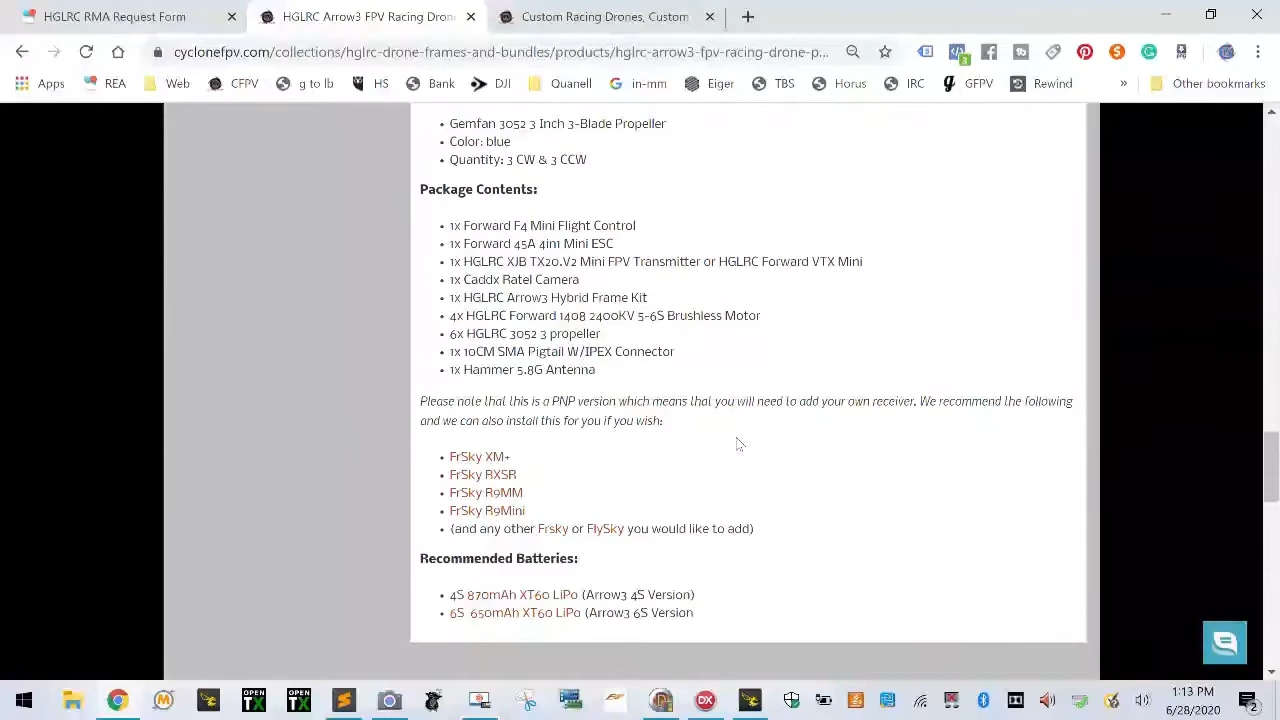 HGLRC RMA Request Form
HGLRC Arrow3 FPV Racing Dron
Custom Racing Drones, Custom
cyclonefpv.com/collections/hglrc-drone-frames-and-bundles/products/hglrc-arrow3-fpv-racing-drone-p...
3
Apps
REA
Web
CFPV
g to lb
HS
Bank
DJI
Quanell
in-mm
Eiger
TBS
Horus
IRC
GFPV
Rewind
»
Other bookmarks
• Gemfan 3052 3 Inch 3-Blade Propeller
• Color: blue
• Quantity: 3 CW & 3 CCW
Package Contents:
• 1x Forward F4 Mini Flight Control
• 1x Forward 45A 4in1 Mini ESC
• 1x HGLRC XJB TX20.V2 Mini FPV Transmitter or HGLRC Forward VTX Mini
• 1x Caddx Ratel Camera
• 1x HGLRC Arrow3 Hybrid Frame Kit
• 4x HGLRC Forward 1408 2400KV 5-6S Brushless Motor
• 6x HGLRC 3052 3 propeller
• 1x 10CM SMA Pigtail W/IPEX Connector
• 1x Hammer 5.8G Antenna
Please note that this is a PNP version which means that you will need to add your own receiver. We recommend the following
and we can also install this for you if you wish:
• FrSky XM+
• FrSky RXSR
• FrSky R9MM
• FrSky R9Mini
• (and any other Frsky or FlySky you would like to add)
Recommended Batteries:
• 4S 870mAh XT60 LiPo (Arrow3 4S Version)
• 6S 650mAh XT60 LiPo (Arrow3 6S Version
OPEN
TX
OPEN
TX
DX
1:13 PM
6/28/2020
2